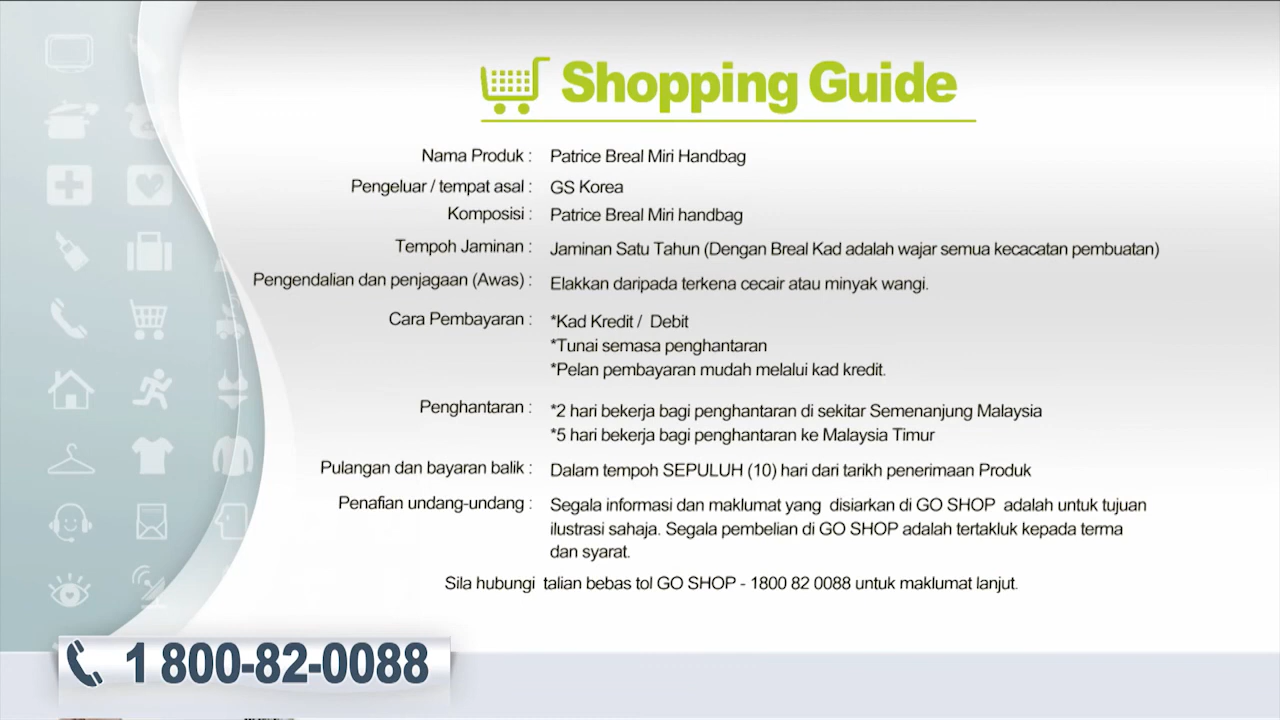 Shopping Guide
Nama Produk : Patrice Breal Miri Handbag
Pengeluar / tempat asal : GS Korea
Komposisi : Patrice Breal Miri handbag
Tempoh Jaminan : Jaminan Satu Tahun (Dengan Breal Kad adalah wajar semua kecacatan pembuatan)
Pengendalian dan penjagaan (Awas) : Elakkan daripada terkena cecair atau minyak wangi.
Cara Pembayaran : *Kad Kredit / Debit
*Tunai semasa penghantaran
*Pelan pembayaran mudah melalui kad kredit.
Penghantaran : *2 hari bekerja bagi penghantaran di sekitar Semenanjung Malaysia
*5 hari bekerja bagi penghantaran ke Malaysia Timur
Pulangan dan bayaran balik : Dalam tempoh SEPULUH (10) hari dari tarikh penerimaan Produk
Penafian undang-undang : Segala informasi dan maklumat yang disiarkan di GO SHOP adalah untuk tujuan
ilustrasi sahaja. Segala pembelian di GO SHOP adalah tertakluk kepada terma
dan syarat.
Sila hubungi talian bebas tol GO SHOP - 1800 82 0088 untuk maklumat lanjut.
1 800-82-0088